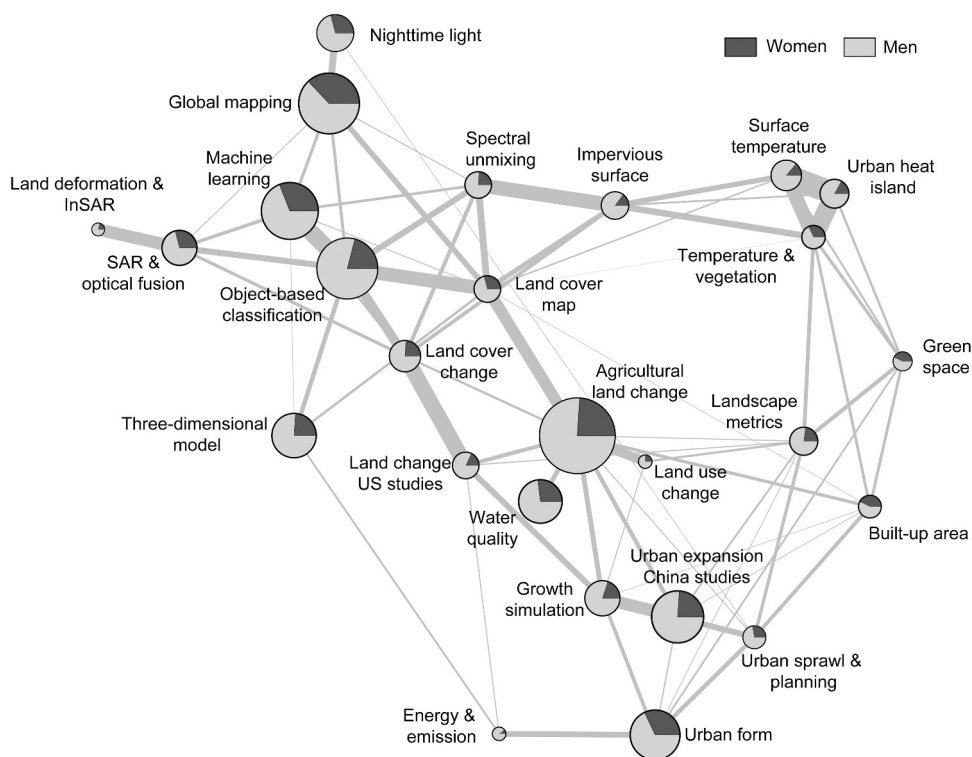 Nighttime light
Women
Men
Global mapping
Machine
learning
Spectral
unmixing
Impervious
surface
Surface
temperature
Urban heat
island
Land deformation &
InSAR
SAR &
optical fusion
Object-based
classification
Land cover
map
Temperature &
vegetation
Land cover
change
Agricultural
land change
Green
space
Three-dimensional
model
Landscape
metrics
Land change
US studies
Land use
change
Water
quality
Built-up area
Urban expansion
China studies
Growth
simulation
Urban sprawl &
planning
Energy &
emission
Urban form